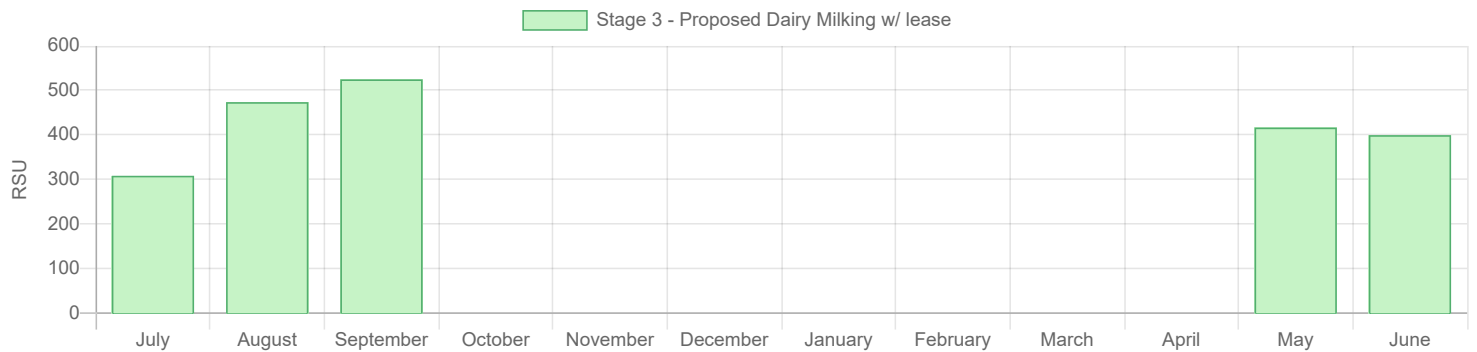 Stage 3 - Proposed Dairy Milking w/ lease
600
500
400
300
200
100
0
RSU
July August September October November December January February March April May June